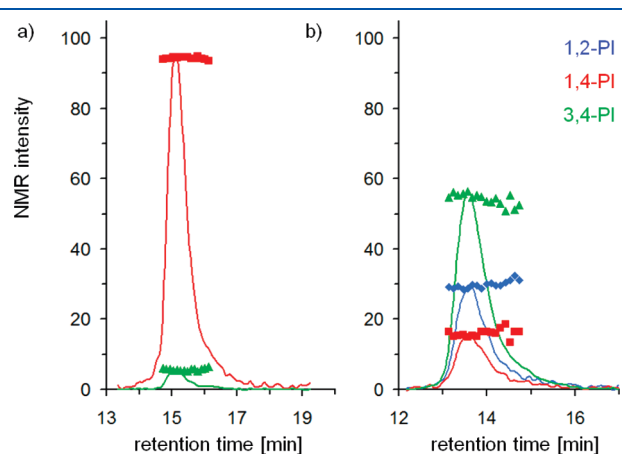 a)
b)
100
80
60
40
20
0
NMR intensity
13 15 17 19
retention time [min]
100
80
60
40
20
0
12 14 16
retention time [min]
1,2-PI
1,4-PI
3,4-PI